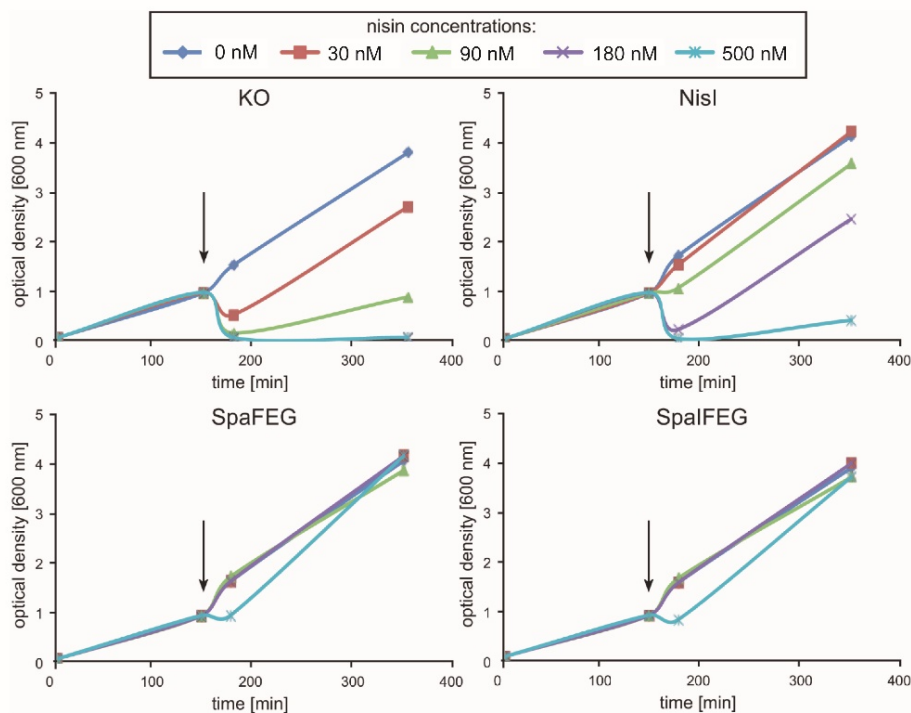 nisin concentrations:
0 nM 30 nM 90 nM 180 nM 500 nM
KO
optical density [600 nm]
5
4
3
2
1
0
0 100 200 300 400
time [min]
NisI
optical density [600 nm]
5
4
3
2
1
0
0 100 200 300 400
time [min]
SpaFEG
optical density [600 nm]
5
4
3
2
1
0
0 100 200 300 400
time [min]
SpaIFEG
optical density [600 nm]
5
4
3
2
1
0
0 100 200 300 400
time [min]